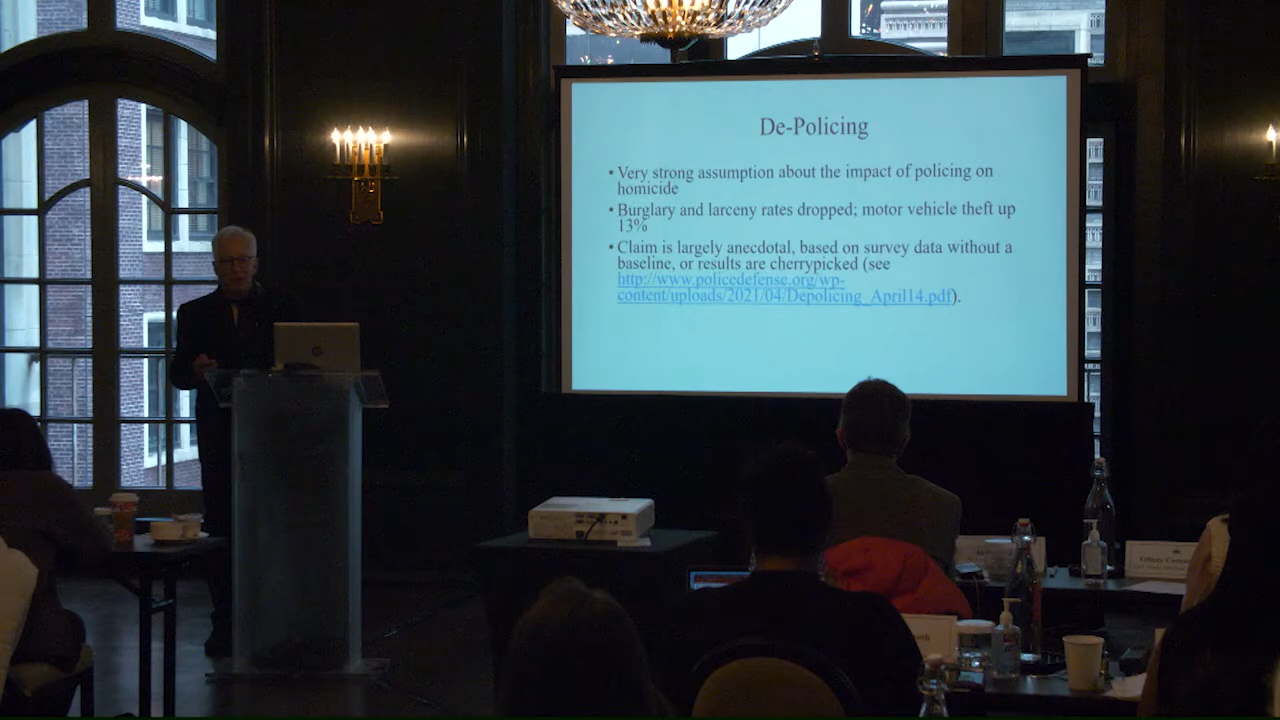 De-Policing
• Very strong assumption about the impact of policing on
homicide
• Burglary and larceny rates dropped; motor vehicle theft up
13%
• Claim is largely anecdotal, based on survey data without a
baseline, or results are cherrypicked (see
http://www.policedefense.org/wp-
content/uploads/2021/04/Depolicing_April14.pdf).